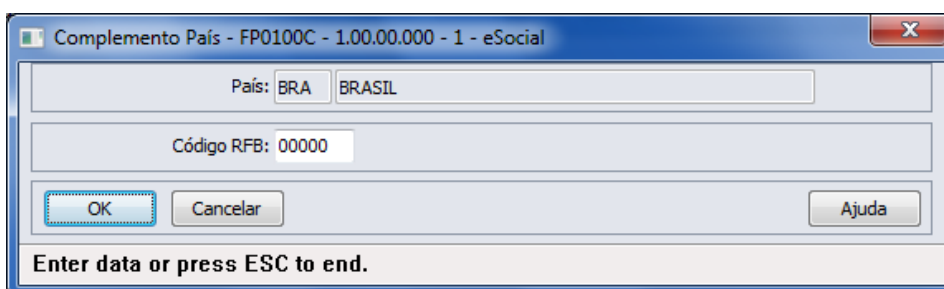 Complemento País - FP0100C - 1.00.00.000 - 1 - eSocial
País: BRA BRASIL
Código RFB: 00000
OK Cancelar Ajuda
Enter data or press ESC to end.